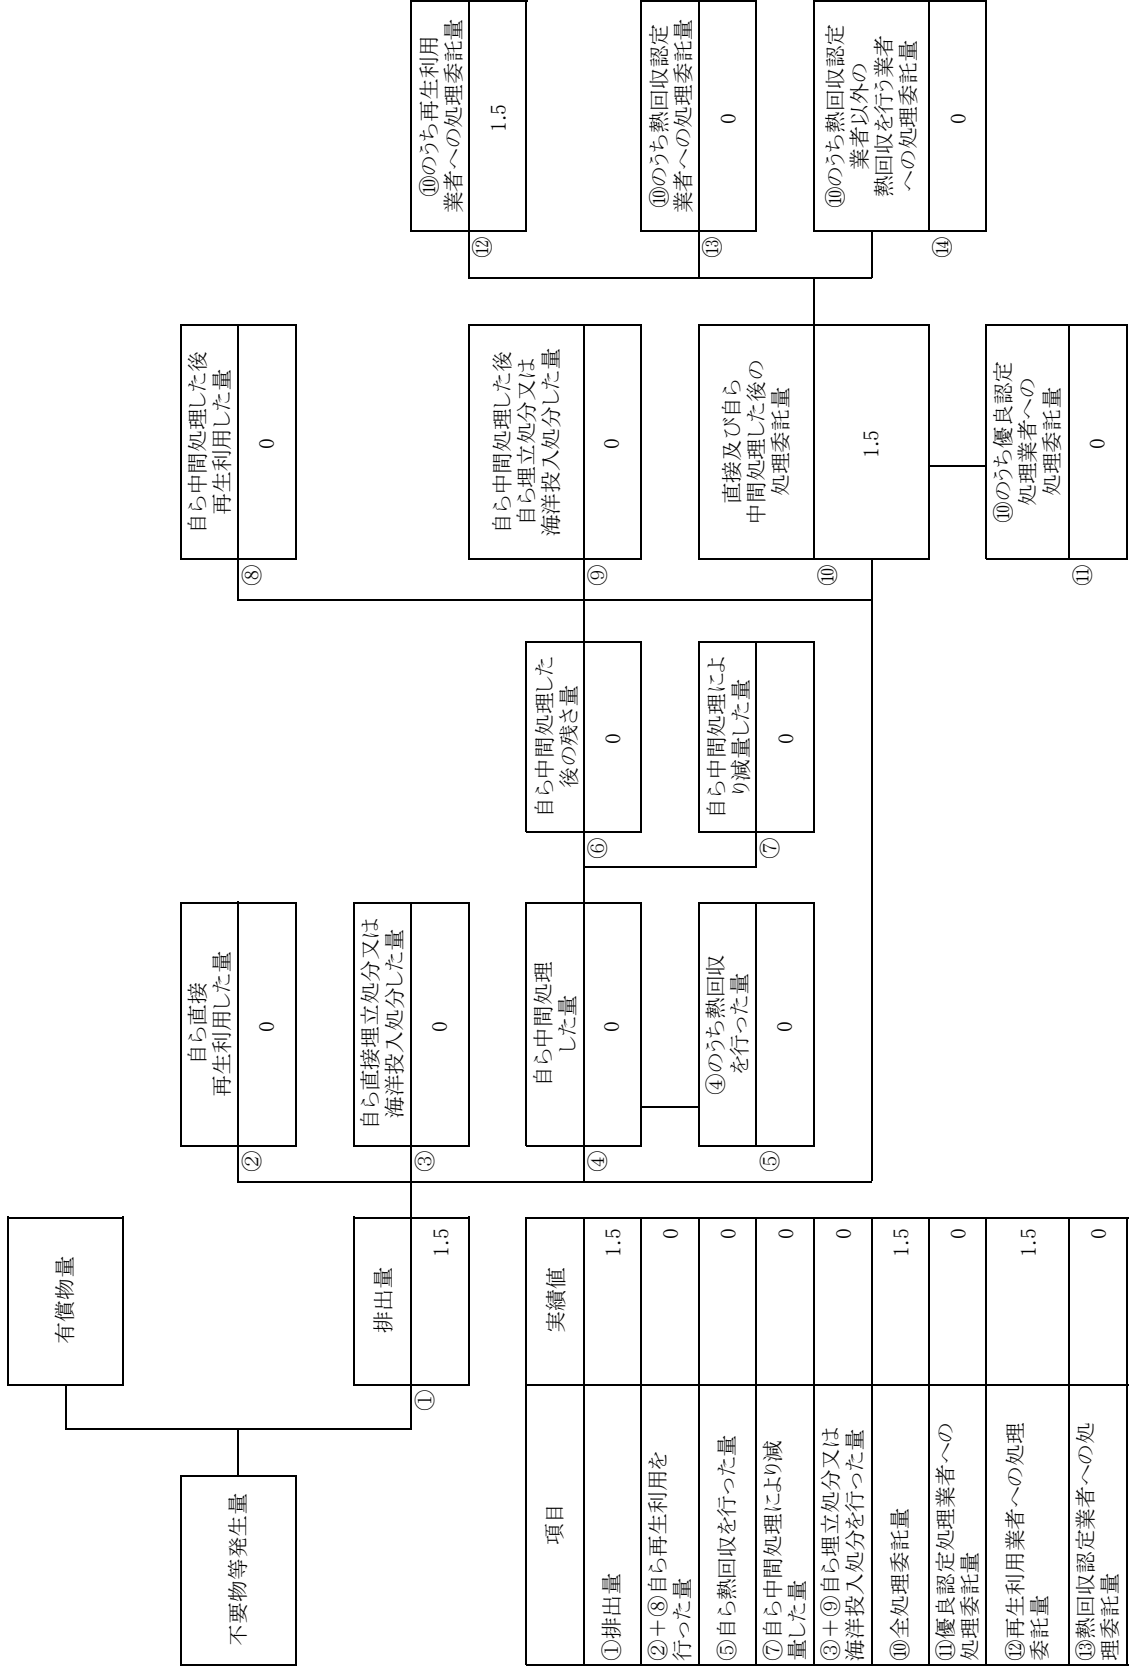 有償物量
不要物等発生量
排出量
①
1.5
自ら直接
再生利用した量
②
0
自ら直接埋立処分又は
海洋投入処分した量
③
0
自ら中間処理
した量
④
0
④のうち熱回収
を行った量
⑤
0
自ら中間処理した
後の残さ量
⑥
0
自ら中間処理によ
り減量した量
⑦
0
自ら中間処理した後
再生利用した量
⑧
0
自ら中間処理した後
自ら埋立処分又は
海洋投入処分した量
⑨
0
直接及び自ら
中間処理した後の
処理委託量
⑩
1.5
⑩のうち優良認定
処理業者への
処理委託量
⑪
0
⑩のうち再生利用
業者への処理委託量
⑫
1.5
⑩のうち熱回収認定
業者への処理委託量
⑬
0
⑩のうち熱回収認定
業者以外の
熱回収を行う業者
への処理委託量
⑭
0
項目
実績値
①排出量
1.5
②+⑧自ら再生利用を
行った量
0
⑤自ら熱回収を行った量
0
⑦自ら中間処理により減
量した量
0
③+⑨自ら埋立処分又は
海洋投入処分を行った量
0
⑩全処理委託量
1.5
⑪優良認定処理業者への
処理委託量
0
⑫再生利用業者への処理
委託量
1.5
⑬熱回収認定業者への処
理委託量
0